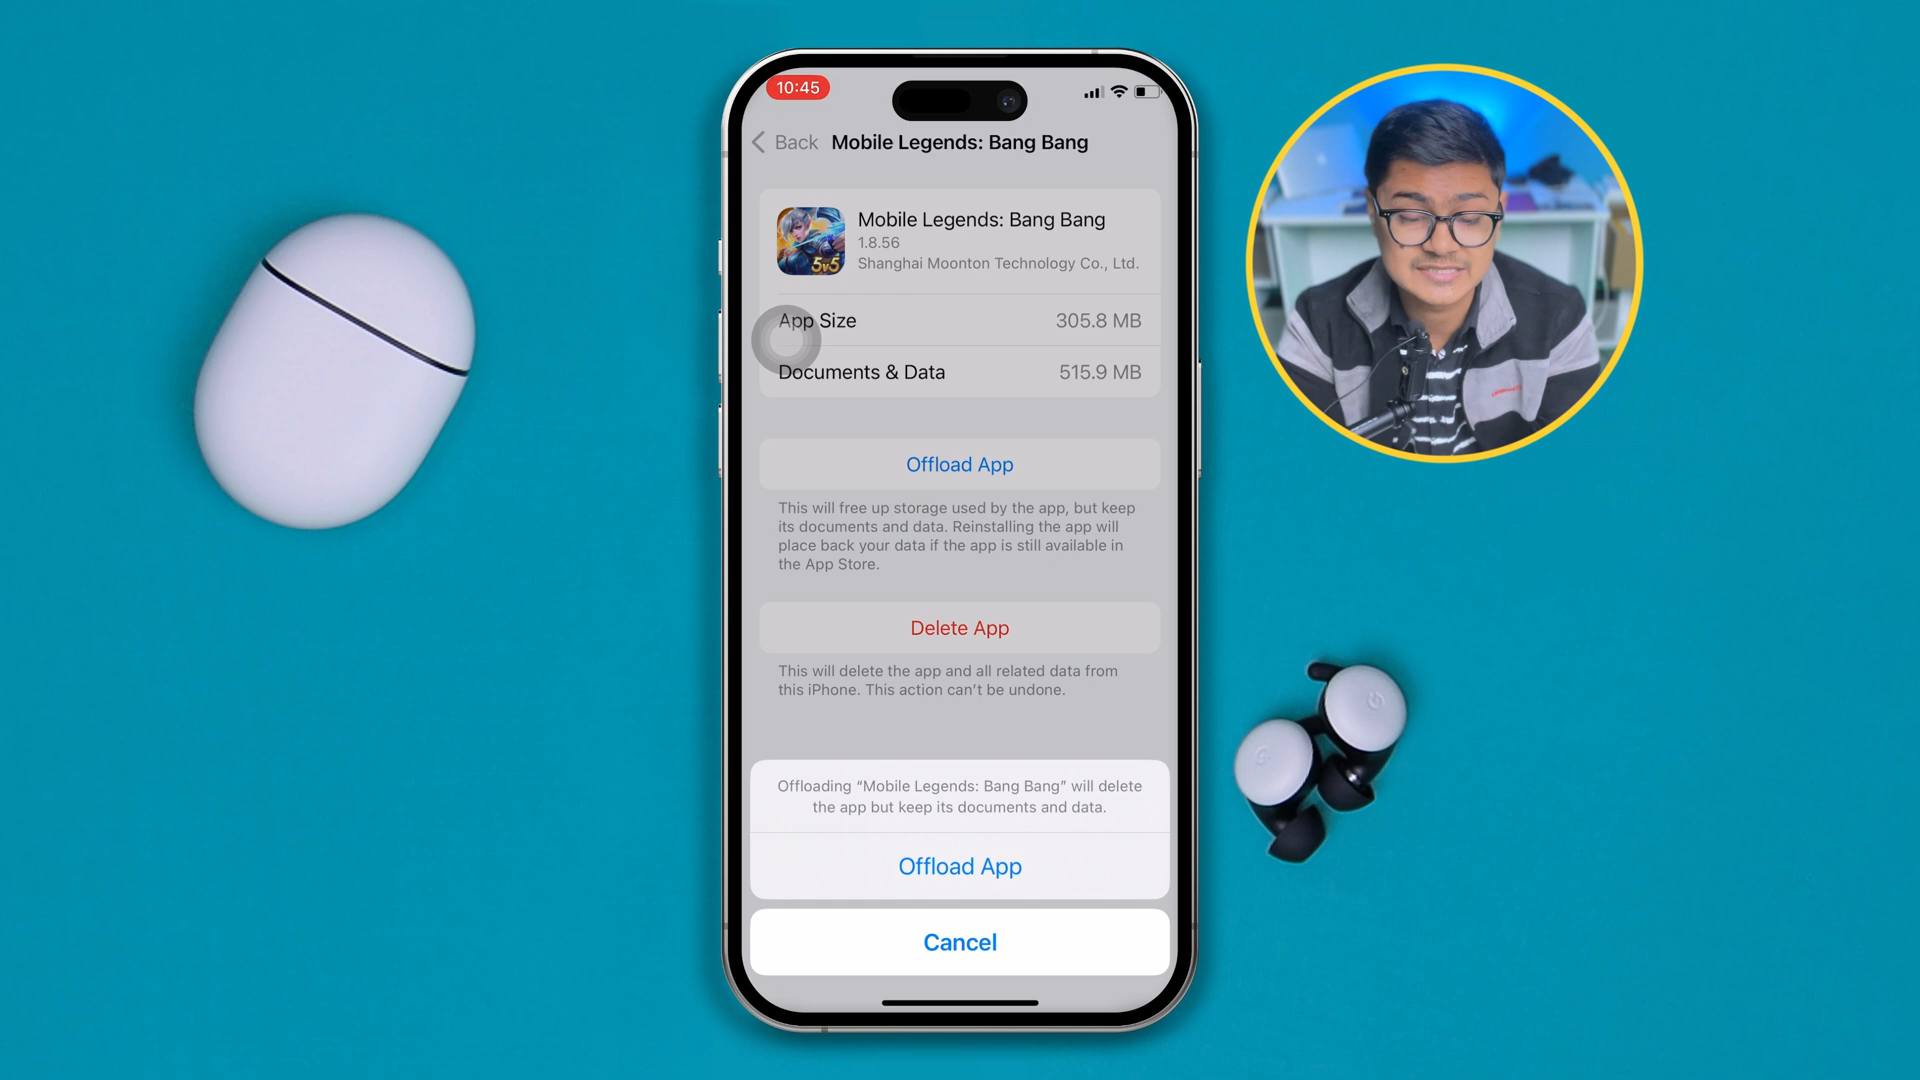 10:45
Back Mobile Legends: Bang Bang
Mobile Legends: Bang Bang
1.8.56
Shanghai Moonton Technology Co., Ltd.
5v5
App Size 305.8 MB
Documents & Data 515.9 MB
Offload App
This will free up storage used by the app, but keep
its documents and data. Reinstalling the app will
place back your data if the app is still available in
the App Store.
Delete App
This will delete the app and all related data from
this iPhone. This action can’t be undone.
Offloading “Mobile Legends: Bang Bang” will delete
the app but keep its documents and data.
Offload App
Cancel